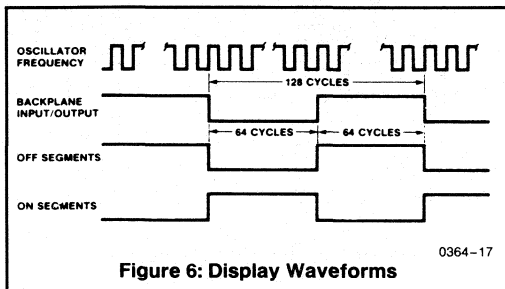 OSCILLATOR
FREQUENCY
128 CYCLES
BACKPLANE
INPUT/OUTPUT
64 CYCLES
64 CYCLES
OFF SEGMENTS
ON SEGMENTS
0364-17
Figure 6: Display Waveforms